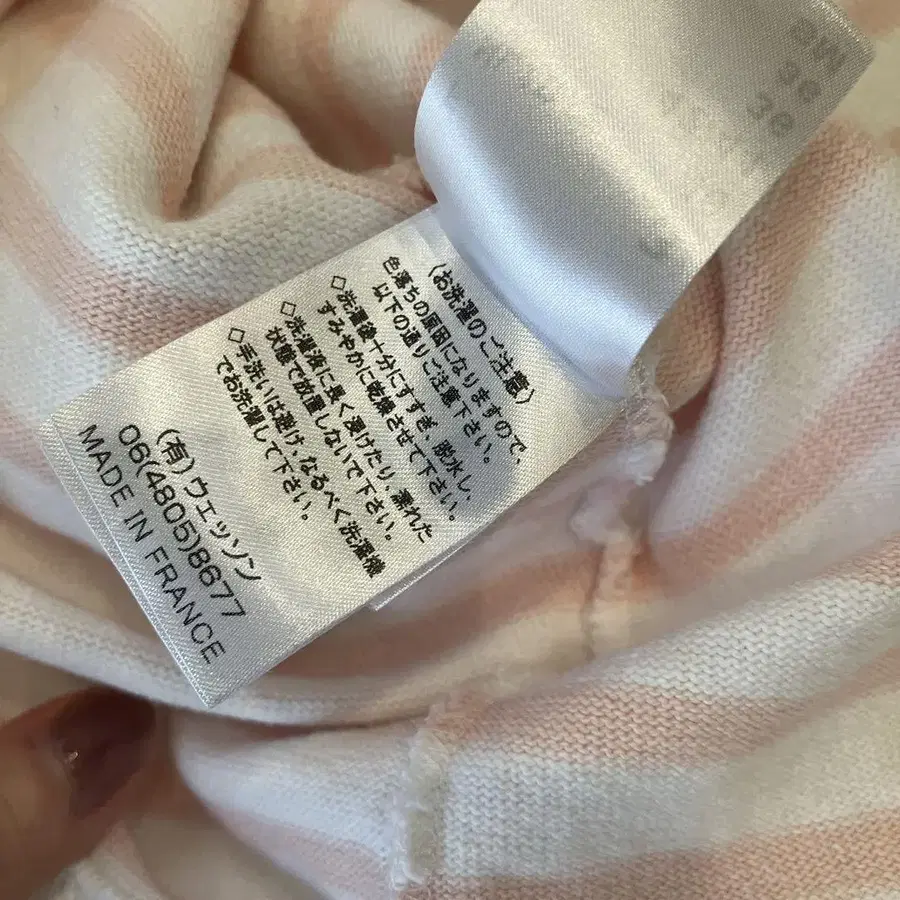 〈お洗濯のご注意〉
色落ちの原因になりますので、
以下の通りご注意下さい。
◇洗濯後十分にすすぎ、脱水し、
すみやかに乾燥させて下さい。
◇洗濯液に長く浸けたり、濡れた
状態で放置しないで下さい。
◇手洗いは避け、なるべく洗濯機
でお洗濯して下さい。
(有)ウェッソン
06(4805)8677
MADE IN FRANCE